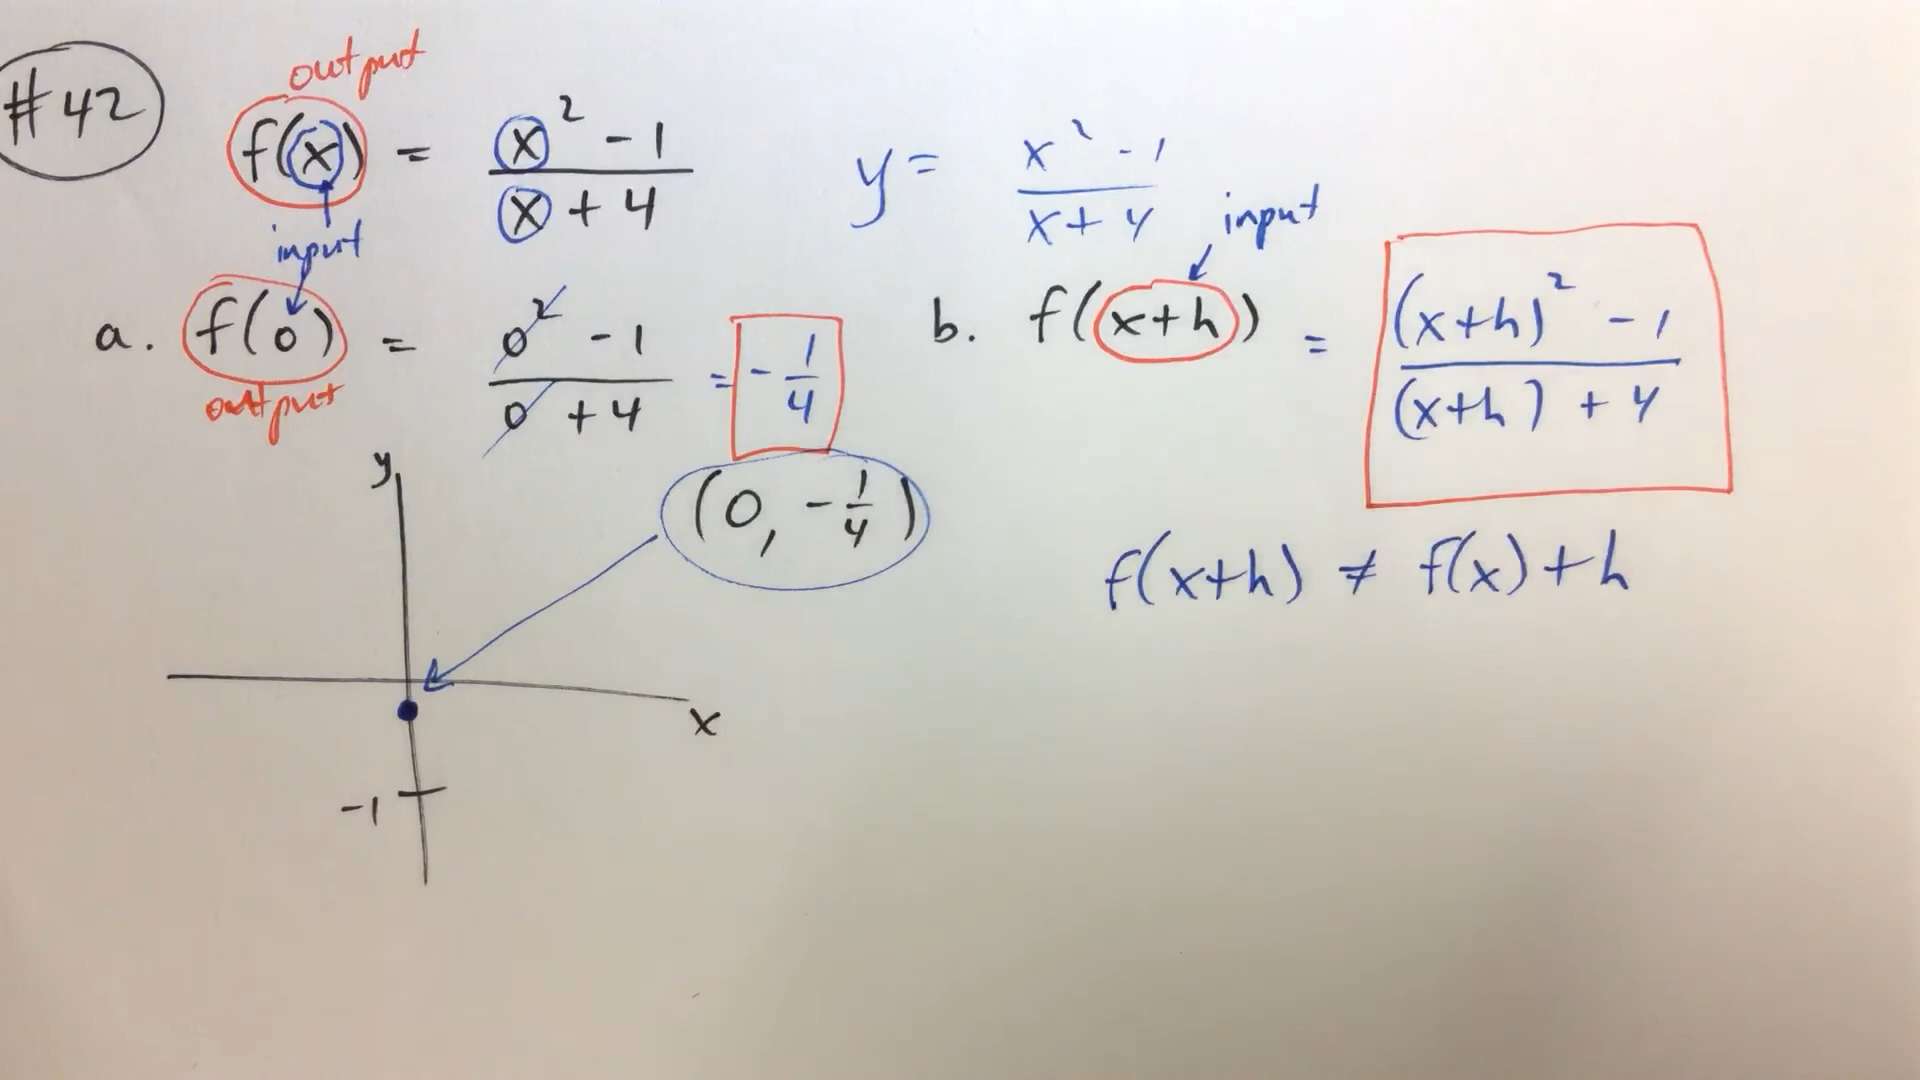 #42
output
f(x) = (x² - 1)/(x + 4)
y = (x² - 1)/(x + 4)
input
input
a. f(0) = (0² - 1)/(0 + 4) = -1/4
output
b. f(x+h) = ((x+h)² - 1)/((x+h) + 4)
(0, -1/4)
f(x+h) ≠ f(x)+h
y
x
-1